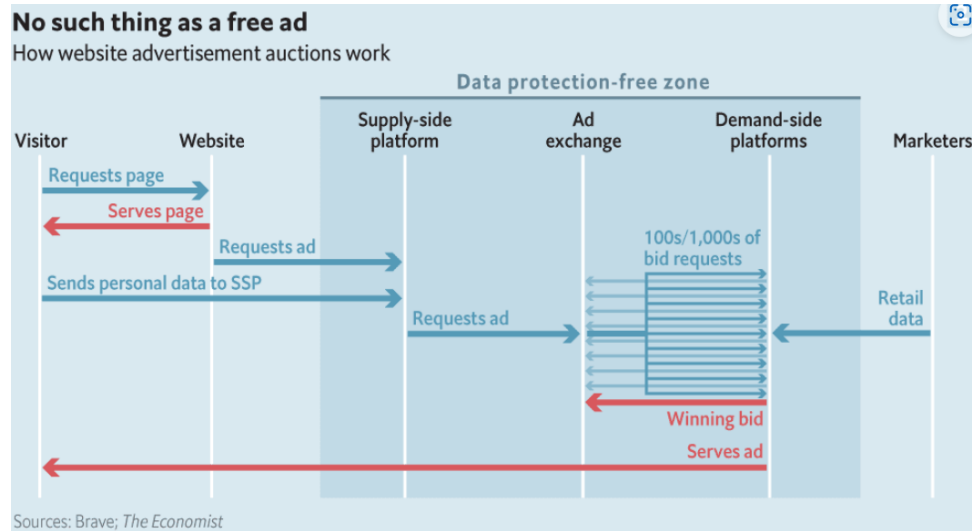 No such thing as a free ad
How website advertisement auctions work
Data protection-free zone
Visitor
Website
Supply-side
platform
Ad
exchange
Demand-side
platforms
Marketers
Requests page
Serves page
Requests ad
Sends personal data to SSP
Requests ad
100s/1,000s of
bid requests
Retail
data
Winning bid
Serves ad
Sources: Brave; The Economist